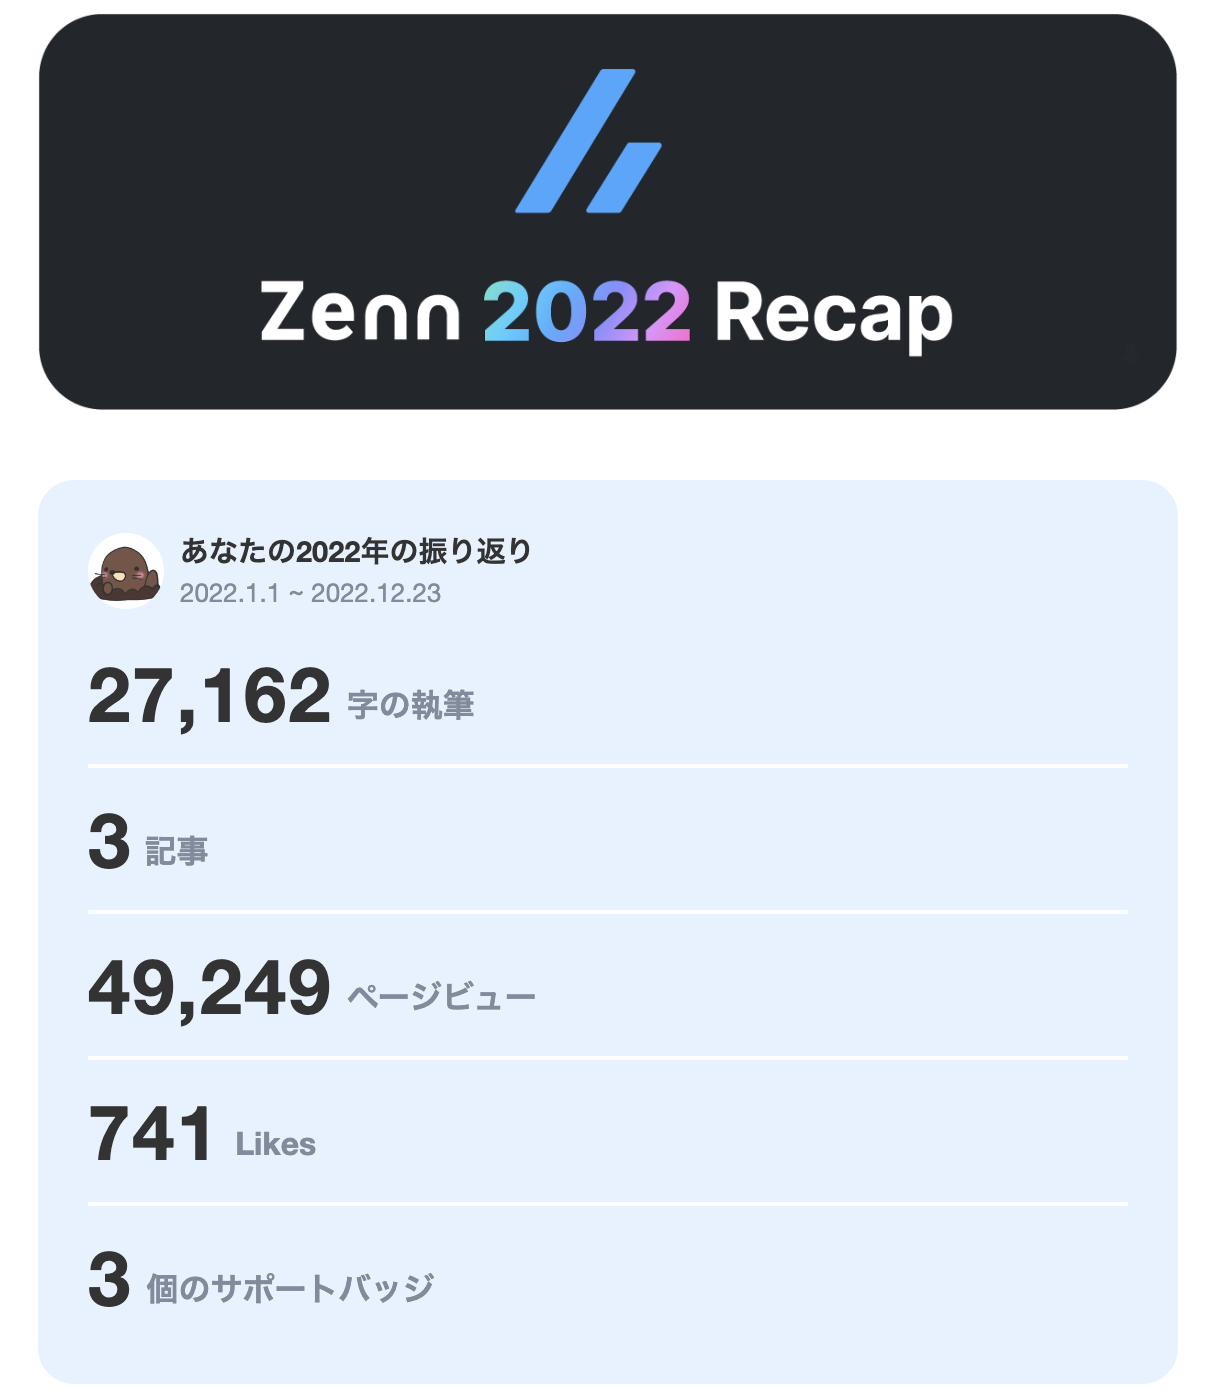 Zenn 2022 Recap
あなたの2022年の振り返り
2022.1.1 ~ 2022.12.23
27,162 字の執筆
3 記事
49,249 ページビュー
741 Likes
3 個のサポートバッジ